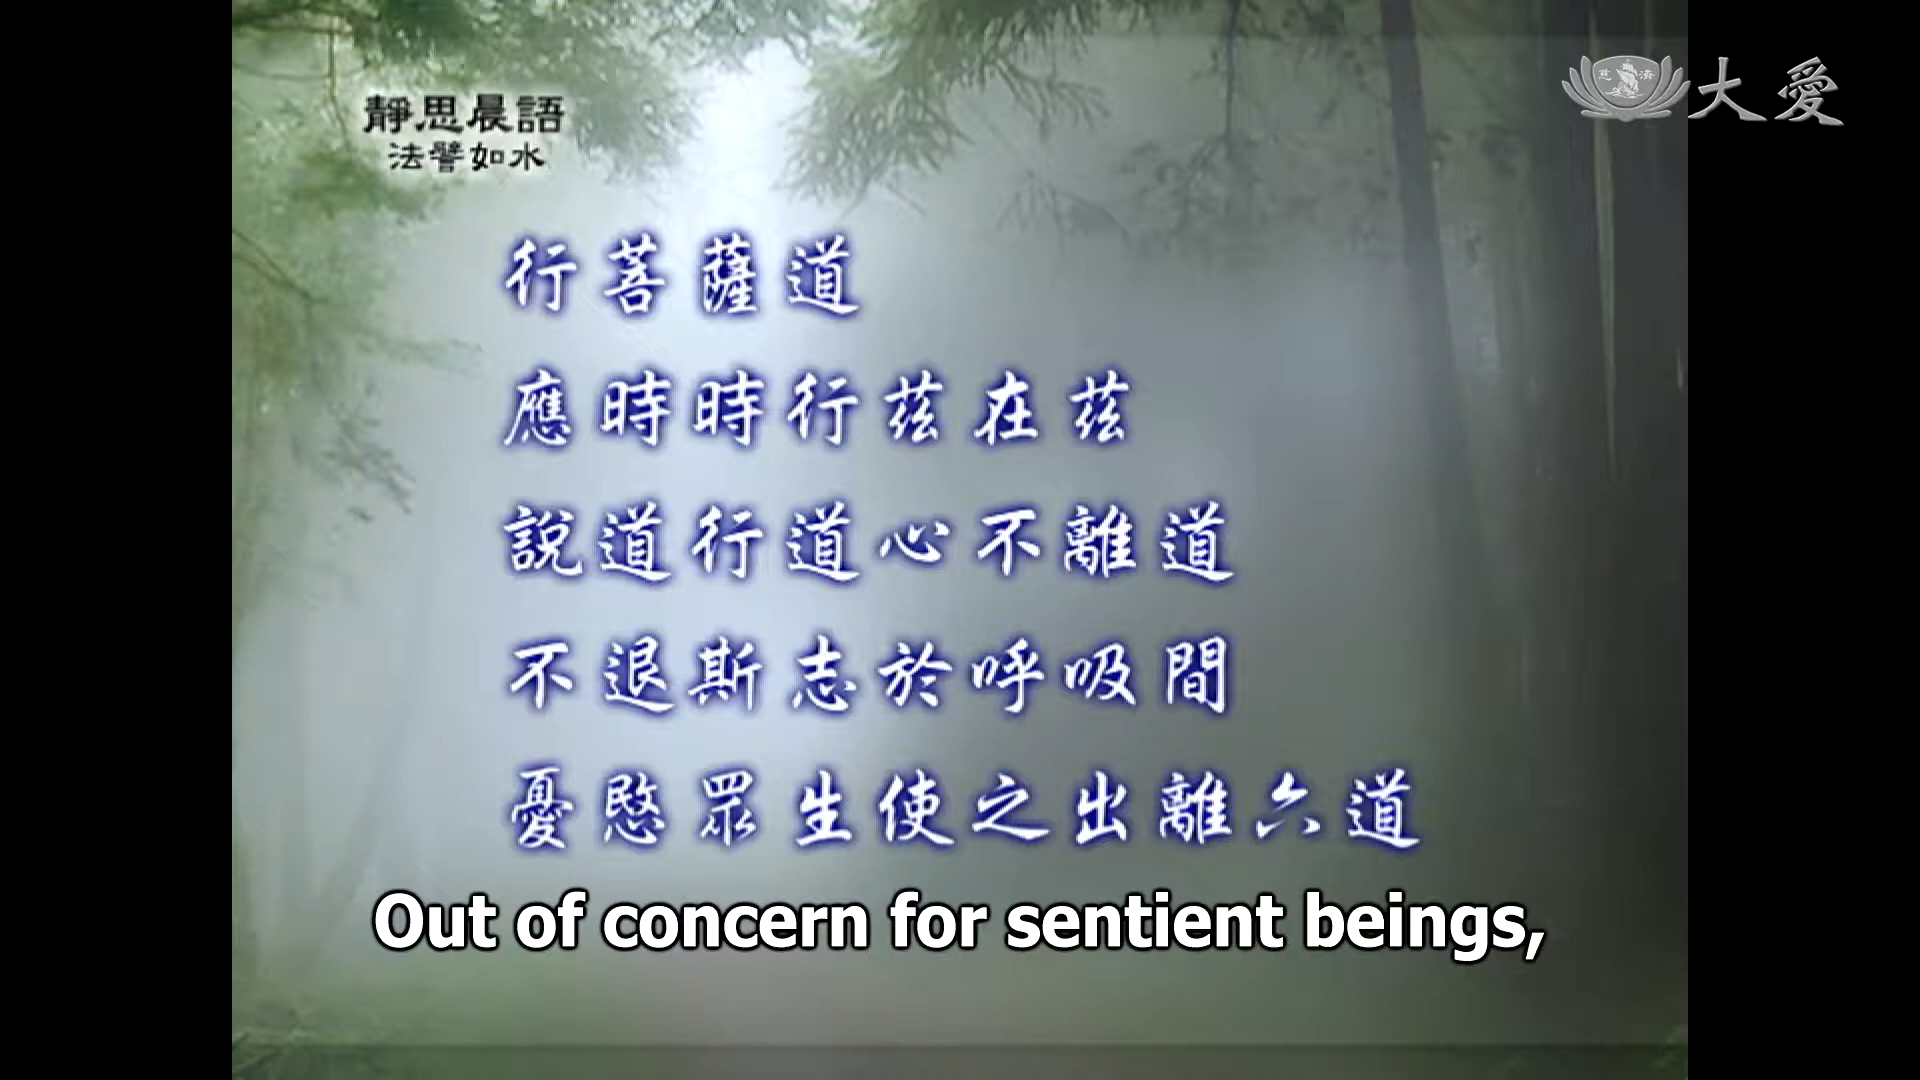 靜思晨語
法譬如水
慈濟
大愛
行菩薩道
應時時行茲在茲
說道行道心不離道
不退斯志於呼吸間
憂愍眾生使之出離六道
Out of concern for sentient beings,